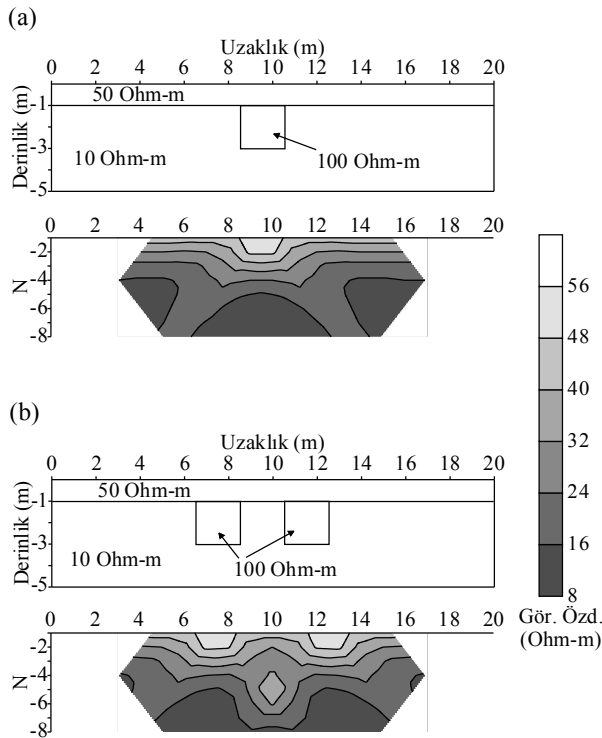 (a)
Uzaklık (m)
0 2 4 6 8 10 12 14 16 18 20
50 Ohm-m
10 Ohm-m
100 Ohm-m
Derinlik (m)
-1
-3
-5
0 2 4 6 8 10 12 14 16 18 20
N
-2
-4
-6
-8
(b)
Uzaklık (m)
0 2 4 6 8 10 12 14 16 18 20
50 Ohm-m
10 Ohm-m
100 Ohm-m
Derinlik (m)
-1
-3
-5
0 2 4 6 8 10 12 14 16 18 20
N
-2
-4
-6
-8
56
48
40
32
24
16
8
Gör. Özd.
(Ohm-m)